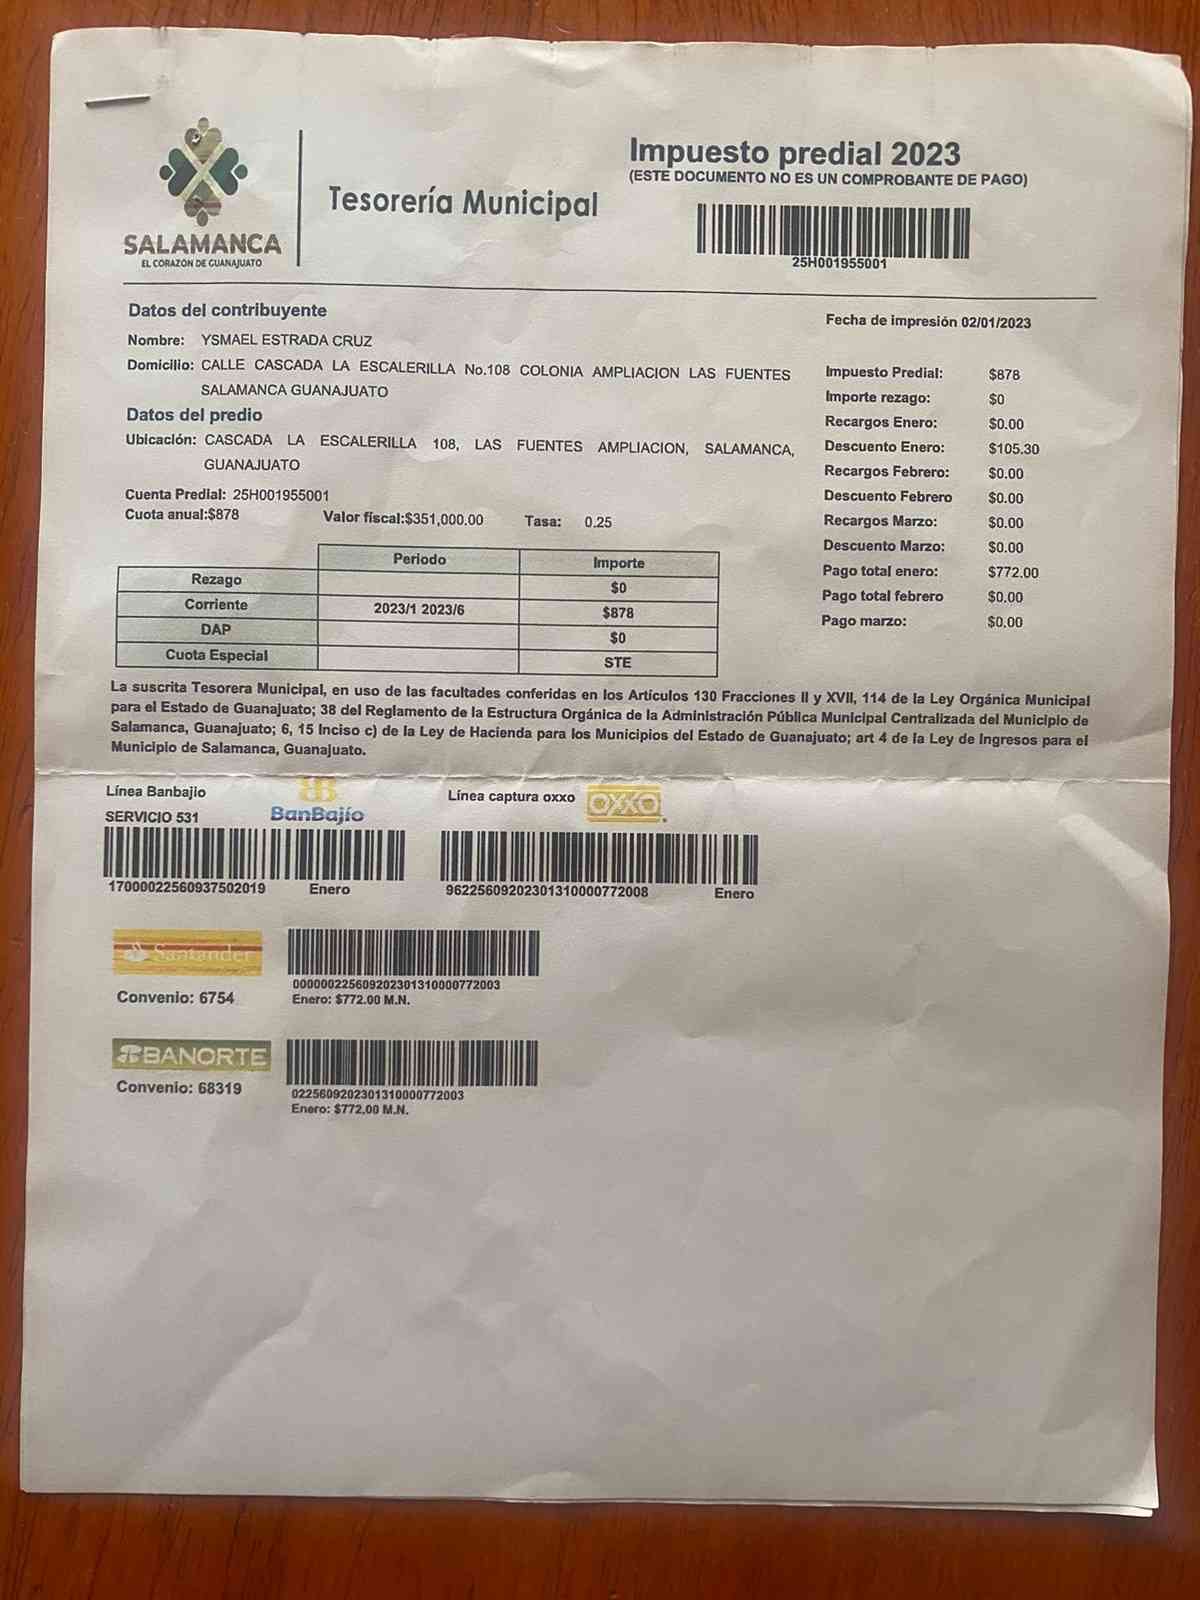 SALAMANCA
EL CORAZÓN DE GUANAJUATO
Tesorería Municipal
Impuesto predial 2023
(ESTE DOCUMENTO NO ES UN COMPROBANTE DE PAGO)
25H001955001
Datos del contribuyente
Nombre: YSMAEL ESTRADA CRUZ
Domicilio: CALLE CASCADA LA ESCALERILLA No.108 COLONIA AMPLIACION LAS FUENTES
SALAMANCA GUANAJUATO
Datos del predio
Ubicación: CASCADA LA ESCALERILLA 108, LAS FUENTES AMPLIACION, SALAMANCA,
GUANAJUATO
Cuenta Predial: 25H001955001
Cuota anual:$878 Valor fiscal:$351,000.00 Tasa: 0.25
Periodo Importe
Rezago $0
Corriente 2023/1 2023/6 $878
DAP $0
Cuota Especial STE
Fecha de impresión 02/01/2023
Impuesto Predial: $878
Importe rezago: $0
Recargos Enero: $0.00
Descuento Enero: $105.30
Recargos Febrero: $0.00
Descuento Febrero $0.00
Recargos Marzo: $0.00
Descuento Marzo: $0.00
Pago total enero: $772.00
Pago total febrero $0.00
Pago marzo: $0.00
La suscrita Tesorera Municipal, en uso de las facultades conferidas en los Artículos 130 Fracciones II y XVII, 114 de la Ley Orgánica Municipal
para el Estado de Guanajuato; 38 del Reglamento de la Estructura Orgánica de la Administración Pública Municipal Centralizada del Municipio de
Salamanca, Guanajuato; 6, 15 Inciso c) de la Ley de Hacienda para los Municipios del Estado de Guanajuato; art 4 de la Ley de Ingresos para el
Municipio de Salamanca, Guanajuato.
Línea Banbajio
SERVICIO 531
BanBajío
17000022560937502019 Enero
Línea captura oxxo
OXXO
96225609202301310000772008 Enero
Santander
Convenio: 6754
000000225609202301310000772003
Enero: $772.00 M.N.
BANORTE
Convenio: 68319
0225609202301310000772003
Enero: $772.00 M.N.